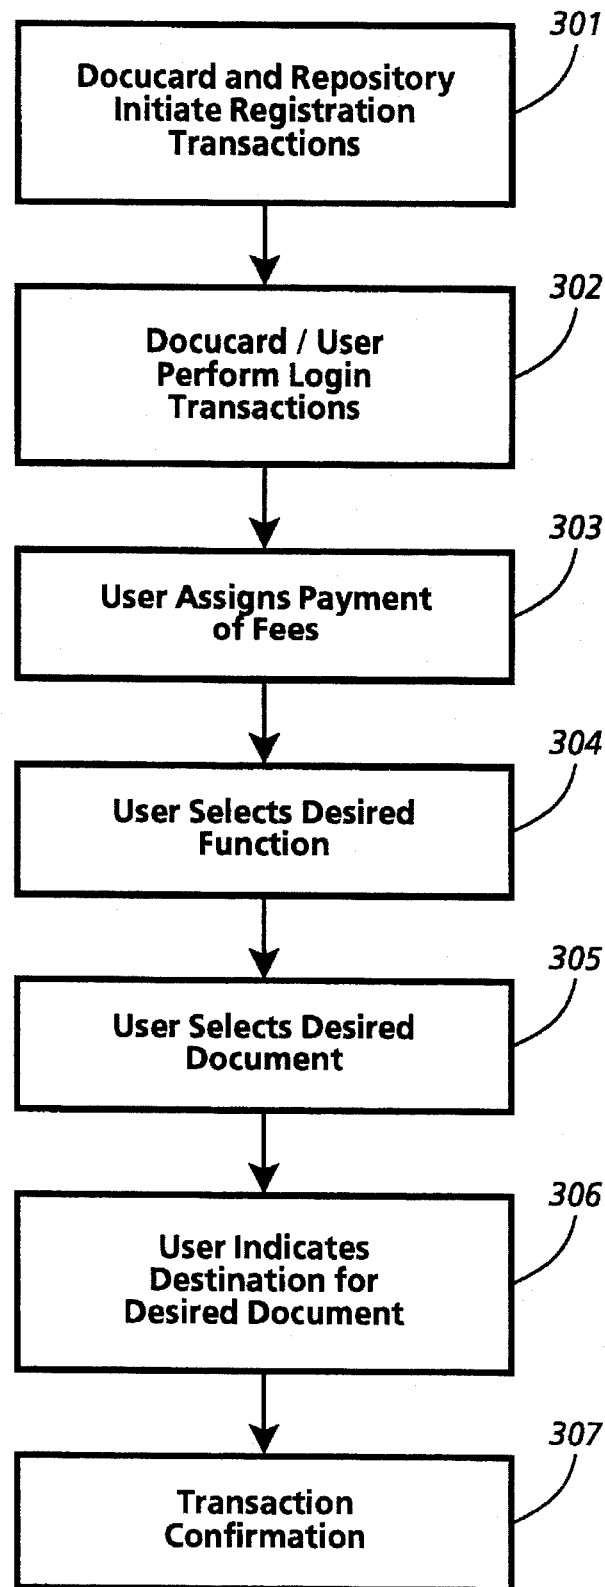 301
Docucard and Repository
Initiate Registration
Transactions
302
Docucard / User
Perform Login
Transactions
303
User Assigns Payment
of Fees
304
User Selects Desired
Function
305
User Selects Desired
Document
306
User Indicates
Destination for
Desired Document
307
Transaction
Confirmation